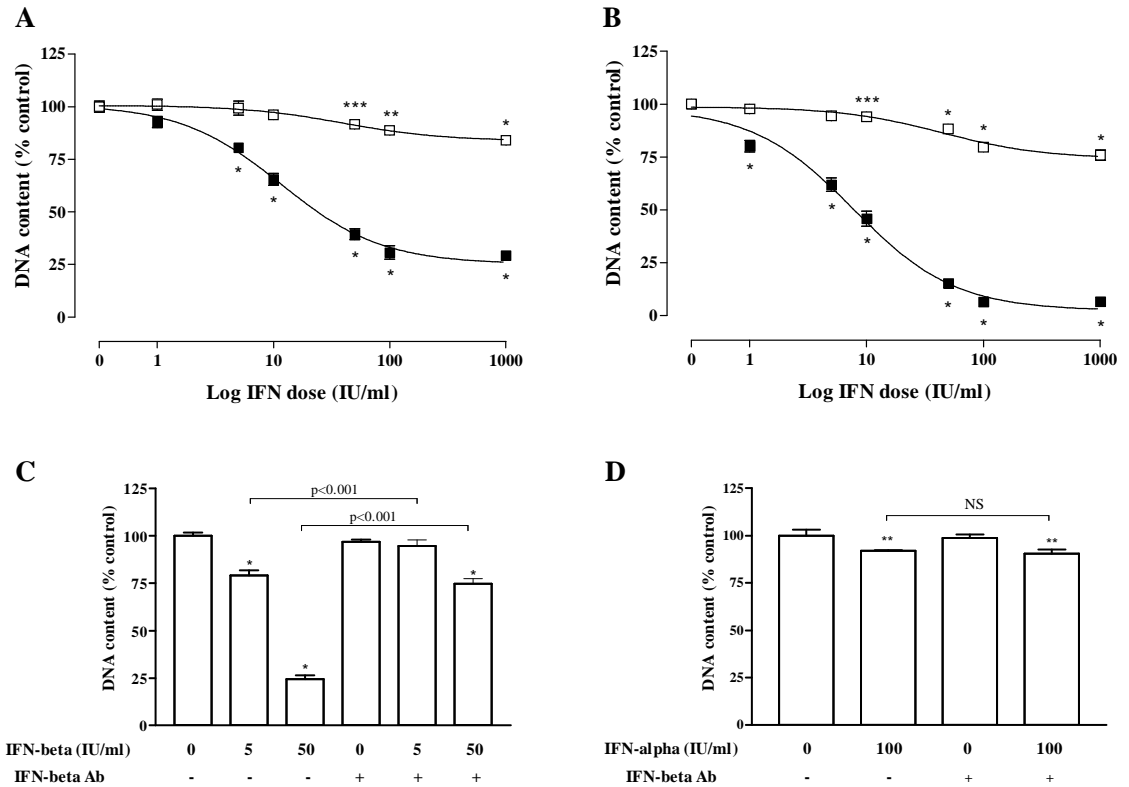 A
125
100
75
50
25
0
DNA content (% control)
*** ** *
* * * * *
0 1 10 100 1000
Log IFN dose (IU/ml)
B
125
100
75
50
25
0
DNA content (% control)
*** * * *
* * * * * *
0 1 10 100 1000
Log IFN dose (IU/ml)
C
125
100
75
50
25
0
DNA content (% control)
p<0.001
p<0.001
* * *
IFN-beta (IU/ml) 0 5 50 0 5 50
IFN-beta Ab - - - + + +
D
125
100
75
50
25
0
DNA content (% control)
NS
** **
IFN-alpha (IU/ml) 0 100 0 100
IFN-beta Ab - - + +